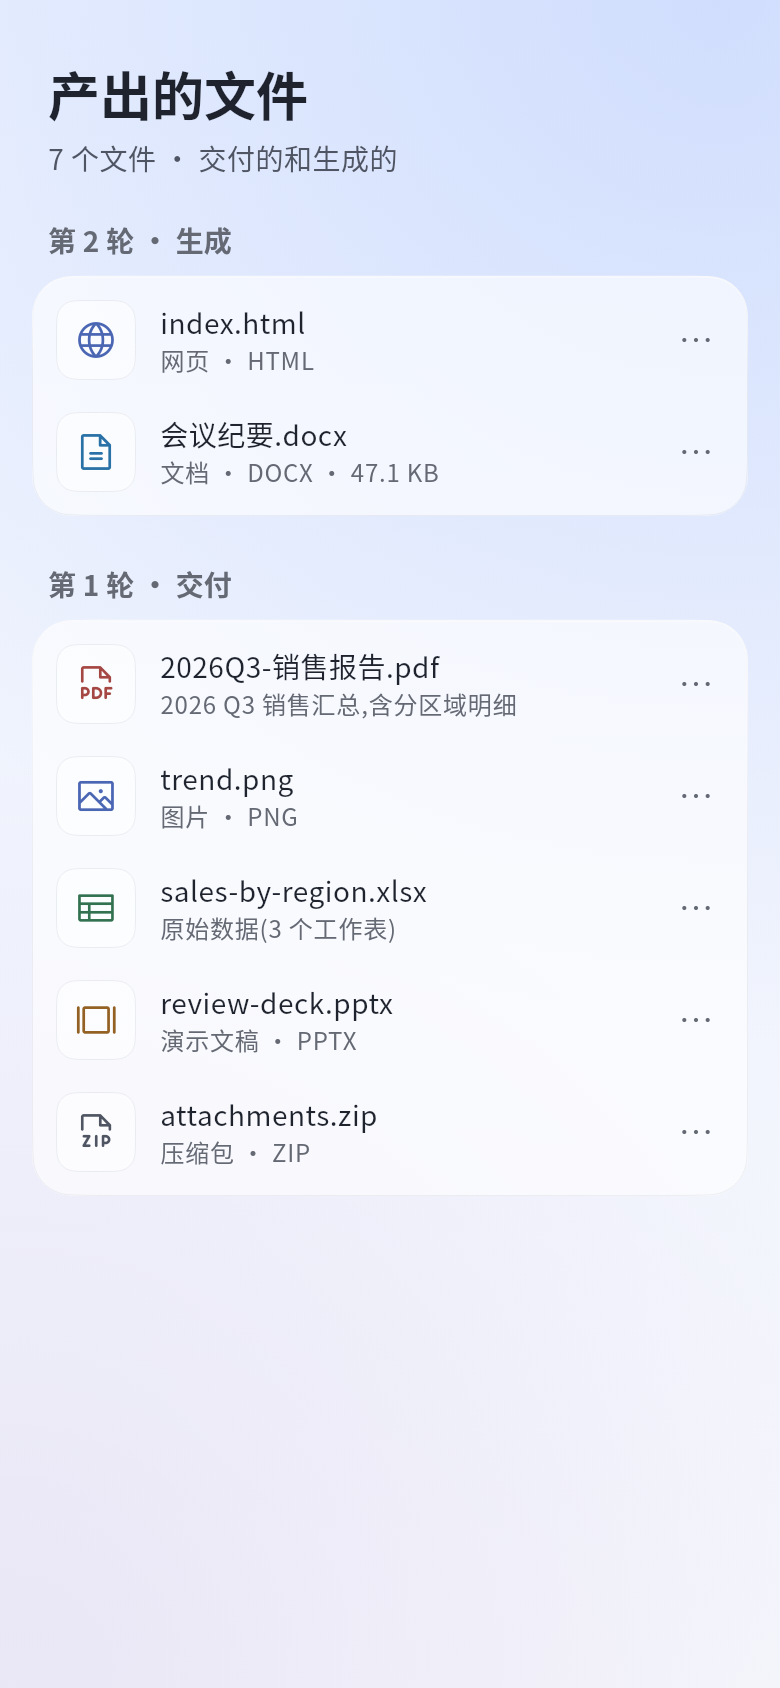 产出的文件
7 个文件 · 交付的和生成的
第 2 轮 · 生成
index.html
网页 · HTML
会议纪要.docx
文档 · DOCX · 47.1 KB
第 1 轮 · 交付
PDF
2026Q3-销售报告.pdf
2026 Q3 销售汇总,含分区域明细
trend.png
图片 · PNG
sales-by-region.xlsx
原始数据(3 个工作表)
review-deck.pptx
演示文稿 · PPTX
ZIP
attachments.zip
压缩包 · ZIP